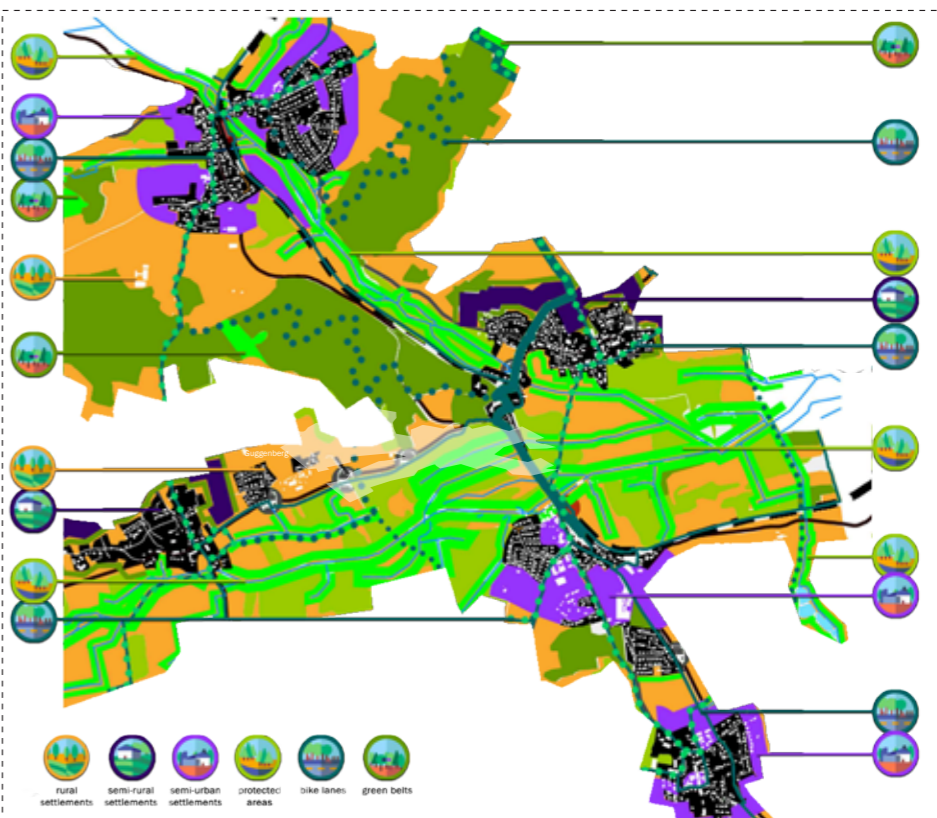 Guggenberg
rural
settlements
semi-rural
settlements
semi-urban
settlements
protected
areas
bike lanes
green belts